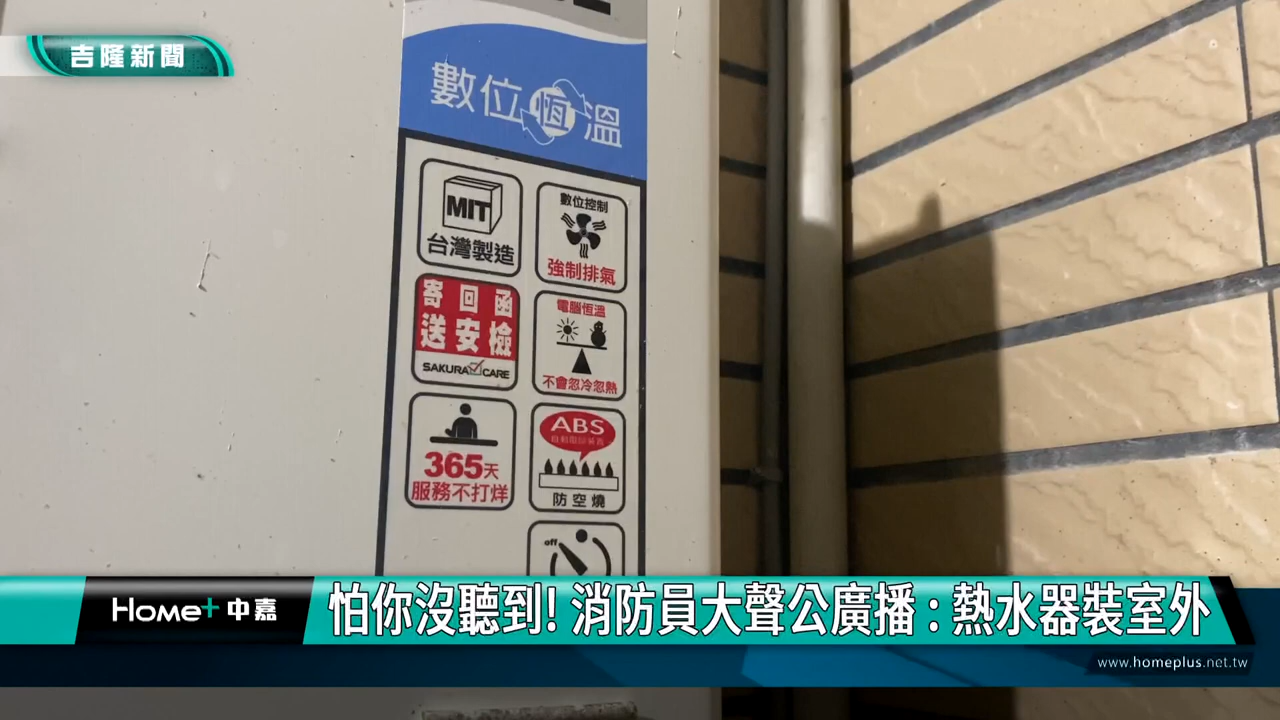 吉隆新聞
數位恆溫
MIT
台灣製造
數位控制
強制排氣
寄回函
送安檢
SAKURA CARE
電腦恆溫
不會忽冷忽熱
365天
服務不打烊
ABS
防空燒
off
Home+中嘉
怕你沒聽到! 消防員大聲公廣播:熱水器裝室外
www.homeplus.net.tw